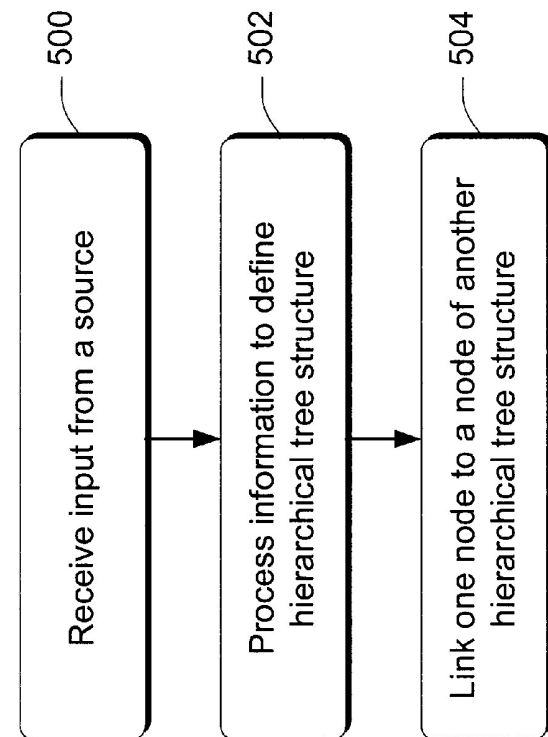 500
Receive input from a source
502
Process information to define
hierarchical tree structure
504
Link one node to a node of another
hierarchical tree structure